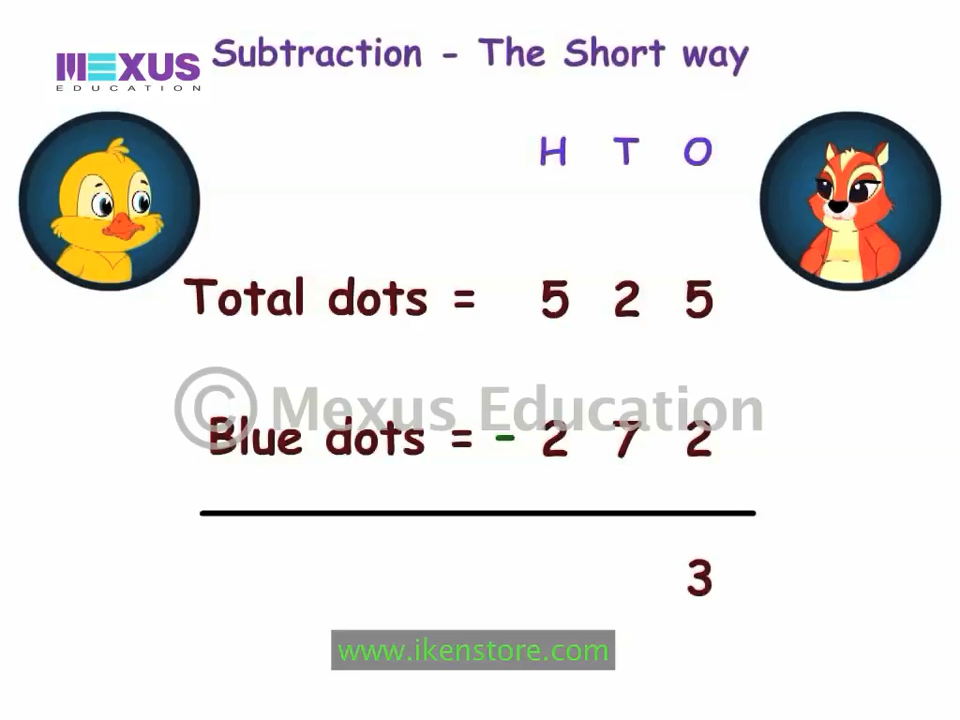 MEXUS
EDUCATION
Subtraction - The Short way
H T O
Total dots = 5 2 5
© Mexus Education
Blue dots = - 2 7 2
3
www.ikenstore.com